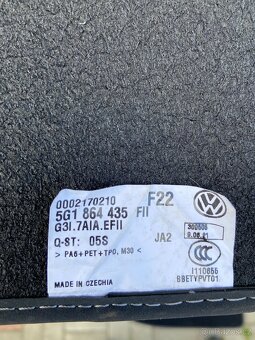 0002170210 F22
5G1 864 435 FII
G3I.7AIA.EFII
Q-ST: 05S JA2
> PA6+PET+TPO, M30 <
MADE IN CZECHIA
I110866